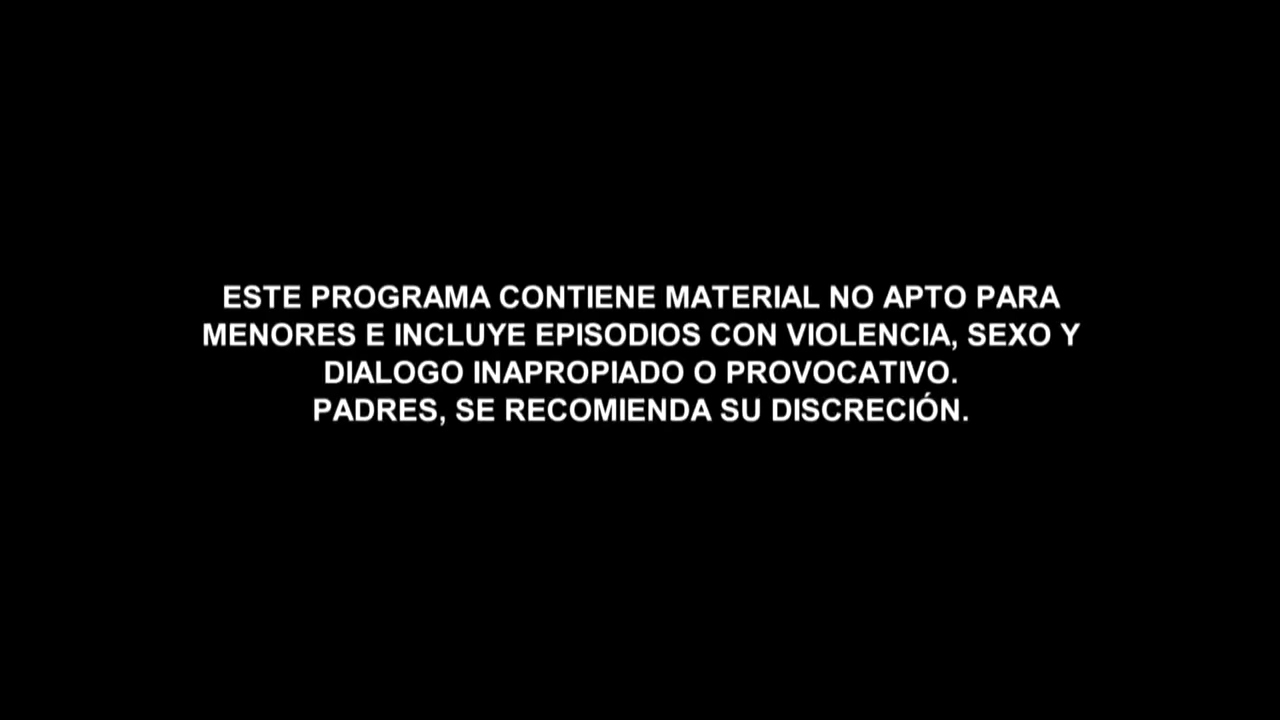 ESTE PROGRAMA CONTIENE MATERIAL NO APTO PARA
MENORES E INCLUYE EPISODIOS CON VIOLENCIA, SEXO Y
DIALOGO INAPROPIADO O PROVOCATIVO.
PADRES, SE RECOMIENDA SU DISCRECIÓN.